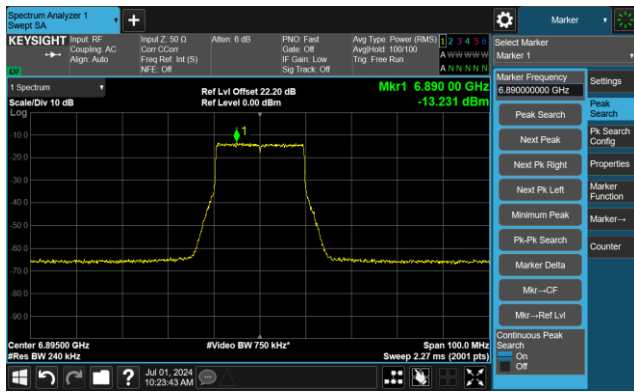 Spectrum Analyzer 1
Swept SA
+
Marker
KEYSIGHT
Input: RF
Coupling: AC
Align: Auto
Input Z: 50 Ω
Corr CCorr
Freq Ref: Int (S)
NFE: Off
Atten: 6 dB
PNO: Fast
Gate: Off
IF Gain: Low
Sig Track: Off
Avg Type: Power (RMS)
Avg|Hold: 100/100
Trig: Free Run
1 2 3 4 5 6
A W W W W W
A N N N N N
Select Marker
Marker 1
LXI
1 Spectrum
Scale/Div 10 dB
Log
Ref Lvl Offset 22.20 dB
Ref Level 0.00 dBm
Mkr1 6.890 00 GHz
-13.231 dBm
1
-10.0
-20.0
-30.0
-40.0
-50.0
-60.0
-70.0
-80.0
-90.0
Center 6.89500 GHz
#Res BW 240 kHz
#Video BW 750 kHz*
Span 100.0 MHz
Sweep 2.27 ms (2001 pts)
Marker Frequency
6.890000000 GHz
Peak Search
Next Peak
Next Pk Right
Next Pk Left
Minimum Peak
Pk-Pk Search
Marker Delta
Mkr→CF
Mkr→Ref Lvl
Continuous Peak
Search
On
Off
Settings
Peak
Search
Pk Search
Config
Properties
Marker
Function
Marker→
Counter
?
Jul 01, 2024
10:23:43 AM